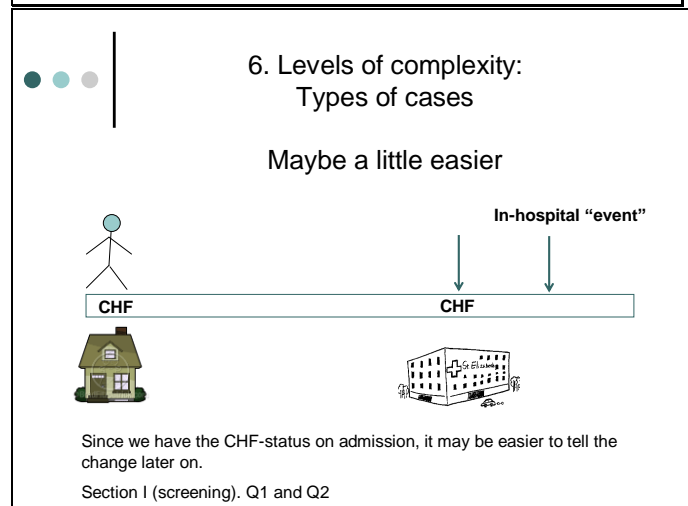 6. Levels of complexity:
Types of cases
Maybe a little easier
In-hospital “event”
CHF
CHF
St Elizabeth
Since we have the CHF-status on admission, it may be easier to tell the
change later on.
Section I (screening). Q1 and Q2